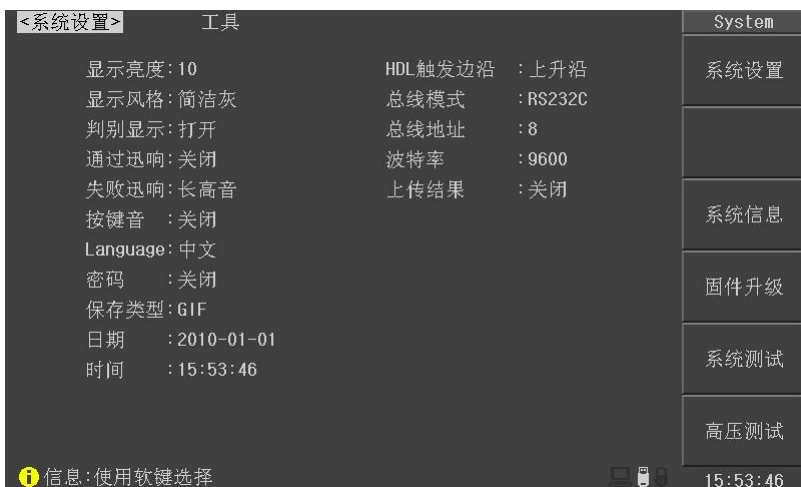 <系统设置> 工具
显示亮度:10
显示风格:简洁灰
判别显示:打开
通过迅响:关闭
失败迅响:长高音
按键音 :关闭
Language:中文
密码 :关闭
保存类型:GIF
日期 :2010-01-01
时间 :15:53:46
HDL触发边沿 :上升沿
总线模式 :RS232C
总线地址 :8
波特率 :9600
上传结果 :关闭
System
系统设置
系统信息
固件升级
系统测试
高压测试
信息:使用软键选择
15:53:46